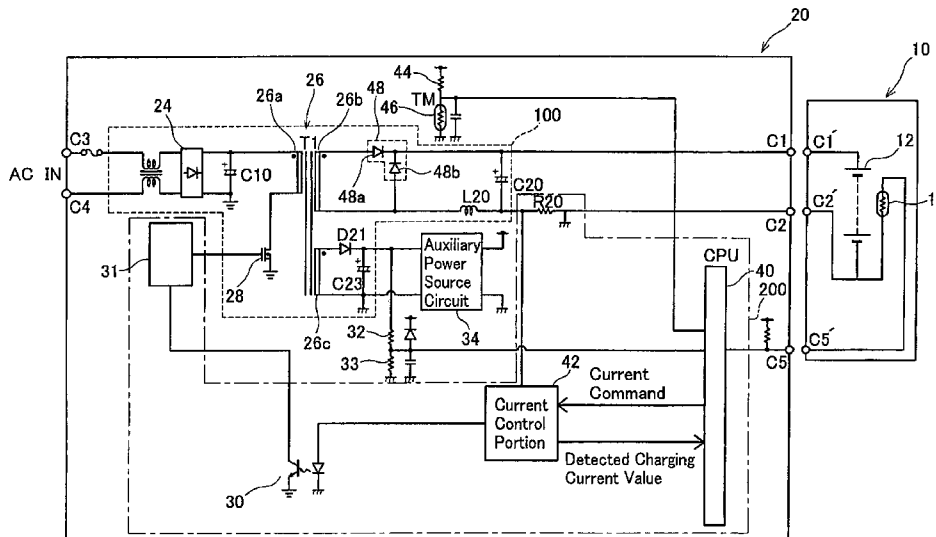 20
10
44
26
TM
26a
26b
48
46
24
100
C3
T1
C1
C1´
12
AC IN
C10
48a
48b
C20
L20
R20
C2
C2´
1
C4
D21
Auxiliary
Power
Source
Circuit
CPU
40
200
31
28
C23
34
26c
32
33
C5
C5´
42
Current
Command
Current
Control
Portion
Detected Charging
Current Value
30